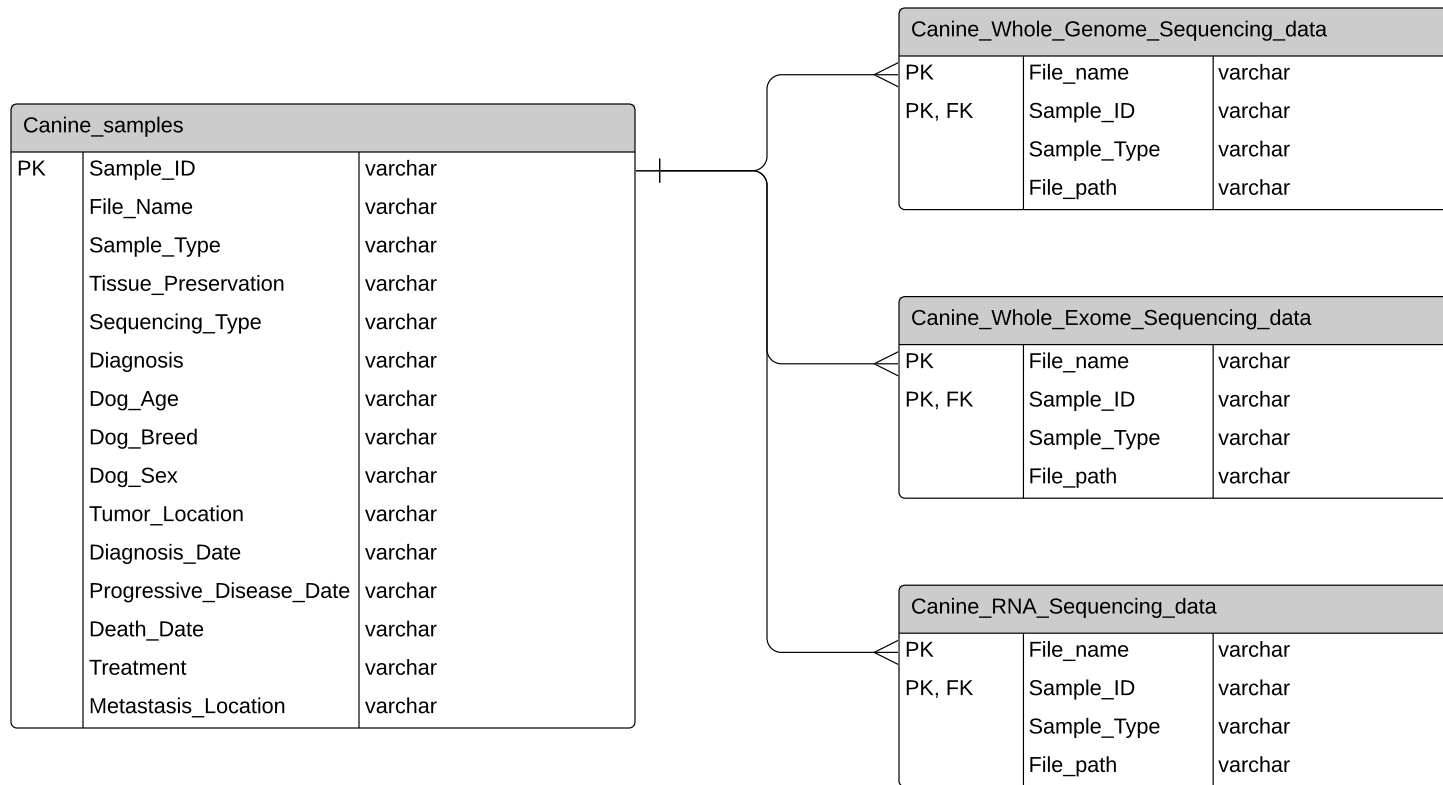 Canine_samples
PK Sample_ID varchar
File_Name varchar
Sample_Type varchar
Tissue_Preservation varchar
Sequencing_Type varchar
Diagnosis varchar
Dog_Age varchar
Dog_Breed varchar
Dog_Sex varchar
Tumor_Location varchar
Diagnosis_Date varchar
Progressive_Disease_Date varchar
Death_Date varchar
Treatment varchar
Metastasis_Location varchar
Canine_Whole_Genome_Sequencing_data
PK File_name varchar
PK, FK Sample_ID varchar
Sample_Type varchar
File_path varchar
Canine_Whole_Exome_Sequencing_data
PK File_name varchar
PK, FK Sample_ID varchar
Sample_Type varchar
File_path varchar
Canine_RNA_Sequencing_data
PK File_name varchar
PK, FK Sample_ID varchar
Sample_Type varchar
File_path varchar